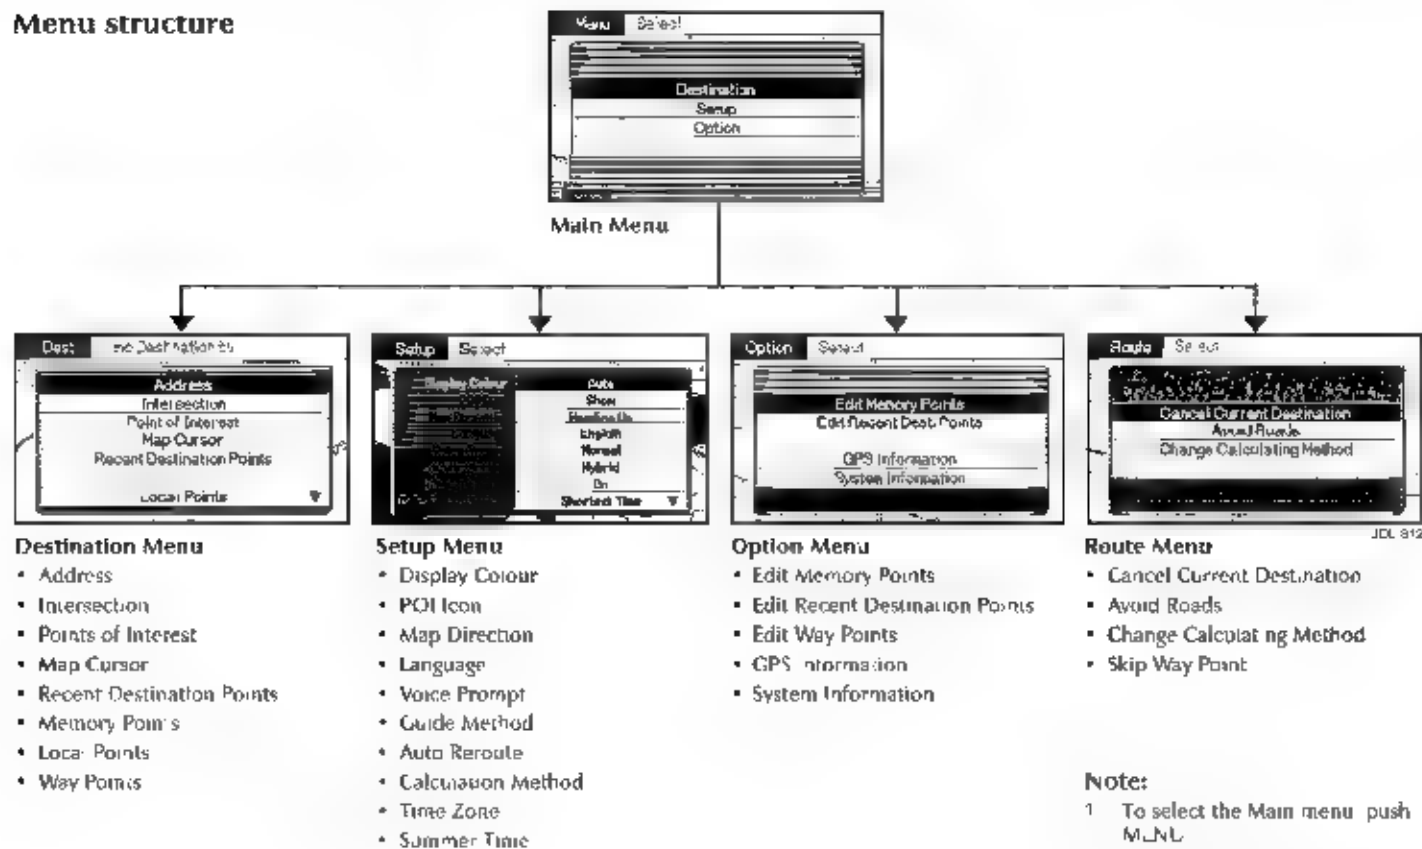 Menu structure
Menu Select
Destination
Setup
Option
Main Menu
Dest
Address
Intersection
Point of Interest
Map Cursor
Recent Destination Points
Local Points
Destination Menu
• Address
• Intersection
• Points of Interest
• Map Cursor
• Recent Destination Points
• Memory Points
• Local Points
• Way Points
Setup Select
Display Colour Auto
Show
Heading Up
English
Normal
Hybrid
On
Shortest Time
Setup Menu
• Display Colour
• POI Icon
• Map Direction
• Language
• Voice Prompt
• Guide Method
• Auto Reroute
• Calculation Method
• Time Zone
• Summer Time
Option Select
Edit Memory Points
Edit Recent Dest. Points
GPS Information
System Information
Option Menu
• Edit Memory Points
• Edit Recent Destination Points
• Edit Way Points
• GPS Information
• System Information
Route Select
Cancel Current Destination
Avoid Roads
Change Calculating Method
JDL 812
Route Menu
• Cancel Current Destination
• Avoid Roads
• Change Calculating Method
• Skip Way Point
Note:
1 To select the Main menu push
MENU